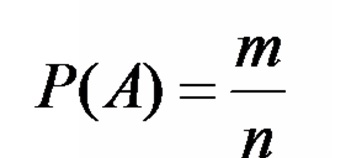 P(A) = m/n